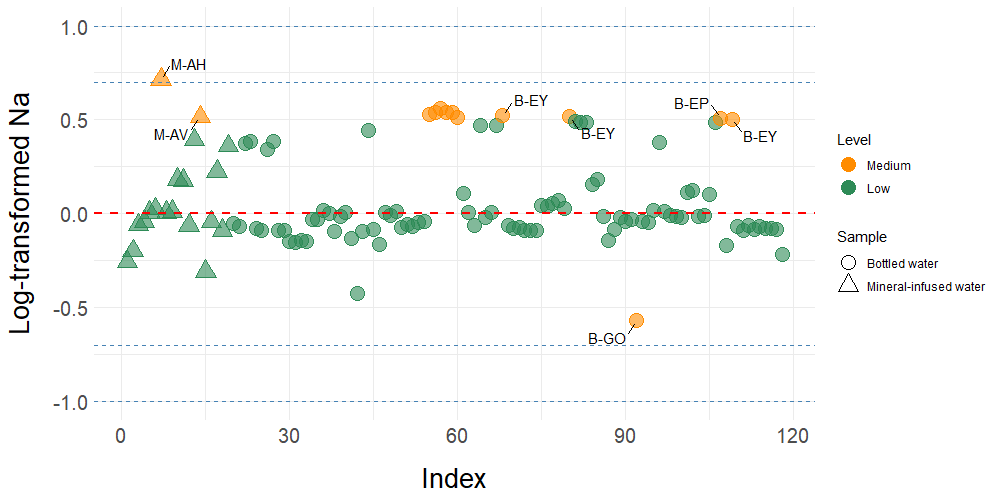 Log-transformed Na
1.0
0.5
0.0
-0.5
-1.0
M-AH
M-AV
B-EY
B-EY
B-EP
B-EY
B-GO
0
30
60
90
120
Index
Level
Medium
Low
Sample
Bottled water
Mineral-infused water